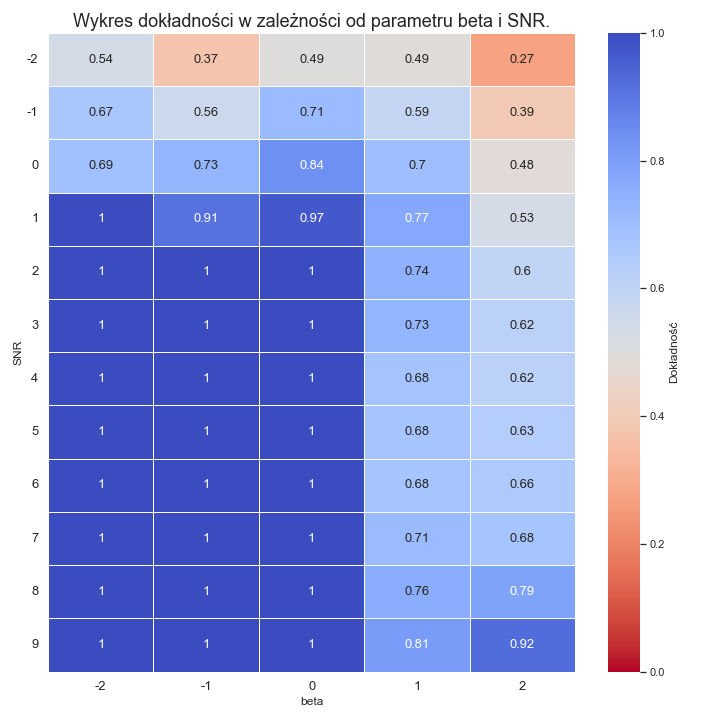 Wykres dokładności w zależności od parametru beta i SNR.
-2 0.54 0.37 0.49 0.49 0.27
-1 0.67 0.56 0.71 0.59 0.39
0 0.69 0.73 0.84 0.7 0.48
1 1 0.91 0.97 0.77 0.53
2 1 1 1 0.74 0.6
3 1 1 1 0.73 0.62
4 1 1 1 0.68 0.62
5 1 1 1 0.68 0.63
6 1 1 1 0.68 0.66
7 1 1 1 0.71 0.68
8 1 1 1 0.76 0.79
9 1 1 1 0.81 0.92
-2 -1 0 1 2
beta
SNR
1.0
0.8
0.6
0.4
0.2
0.0
Dokładność